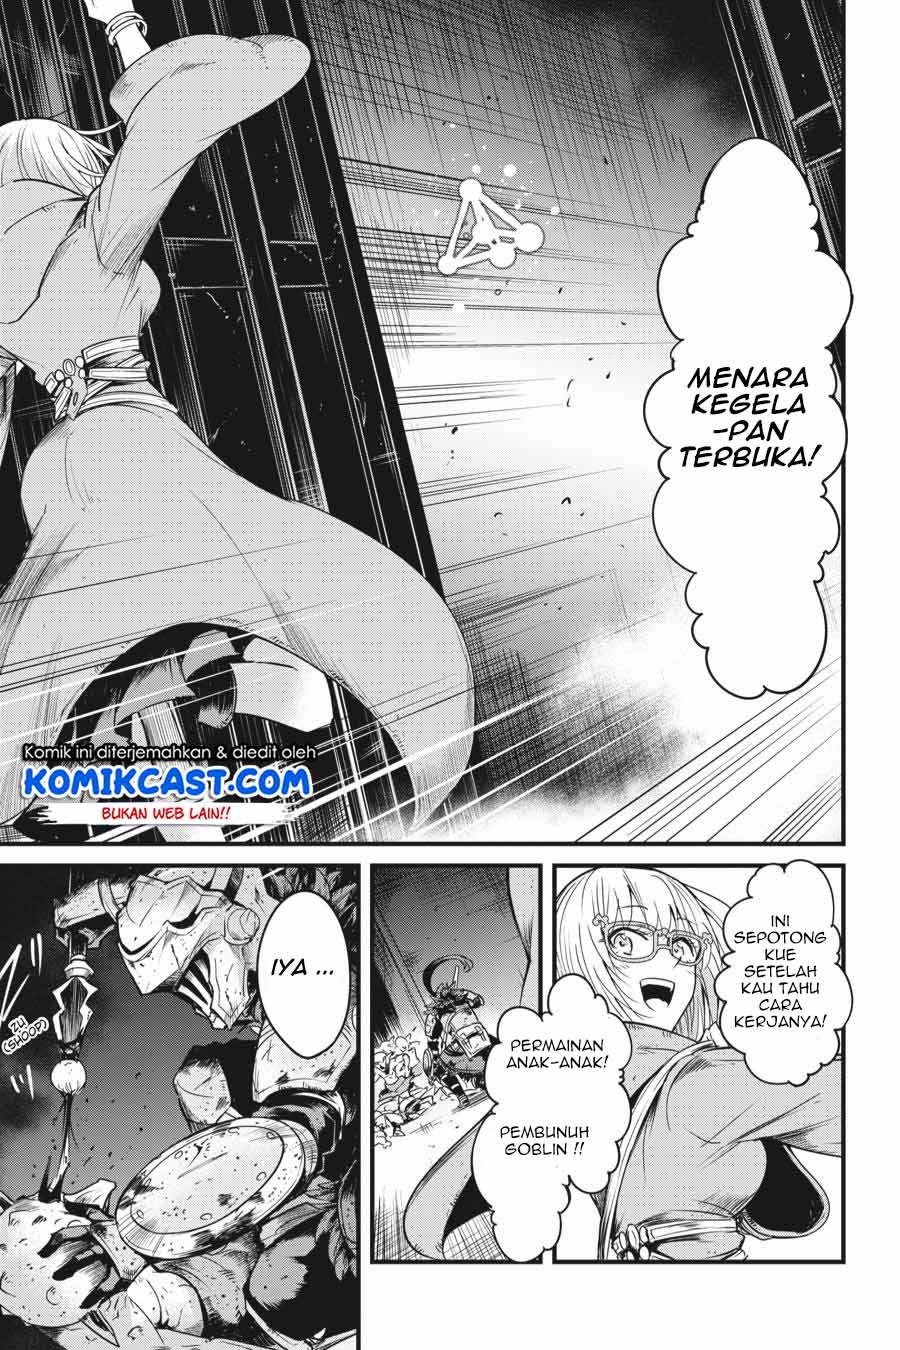 MENARA
KEGELA
-PAN
TERBUKA!
Komik ini diterjemahkan & diedit oleh
KOMIKCAST.COM
BUKAN WEB LAIN!!
INI
SEPOTONG
KUE
SETELAH
KAU TAHU
CARA
KERJANYA!
PERMAINAN
ANAK-ANAK!
PEMBUNUH
GOBLIN !!
IYA ...
ZU
(SHOOP)